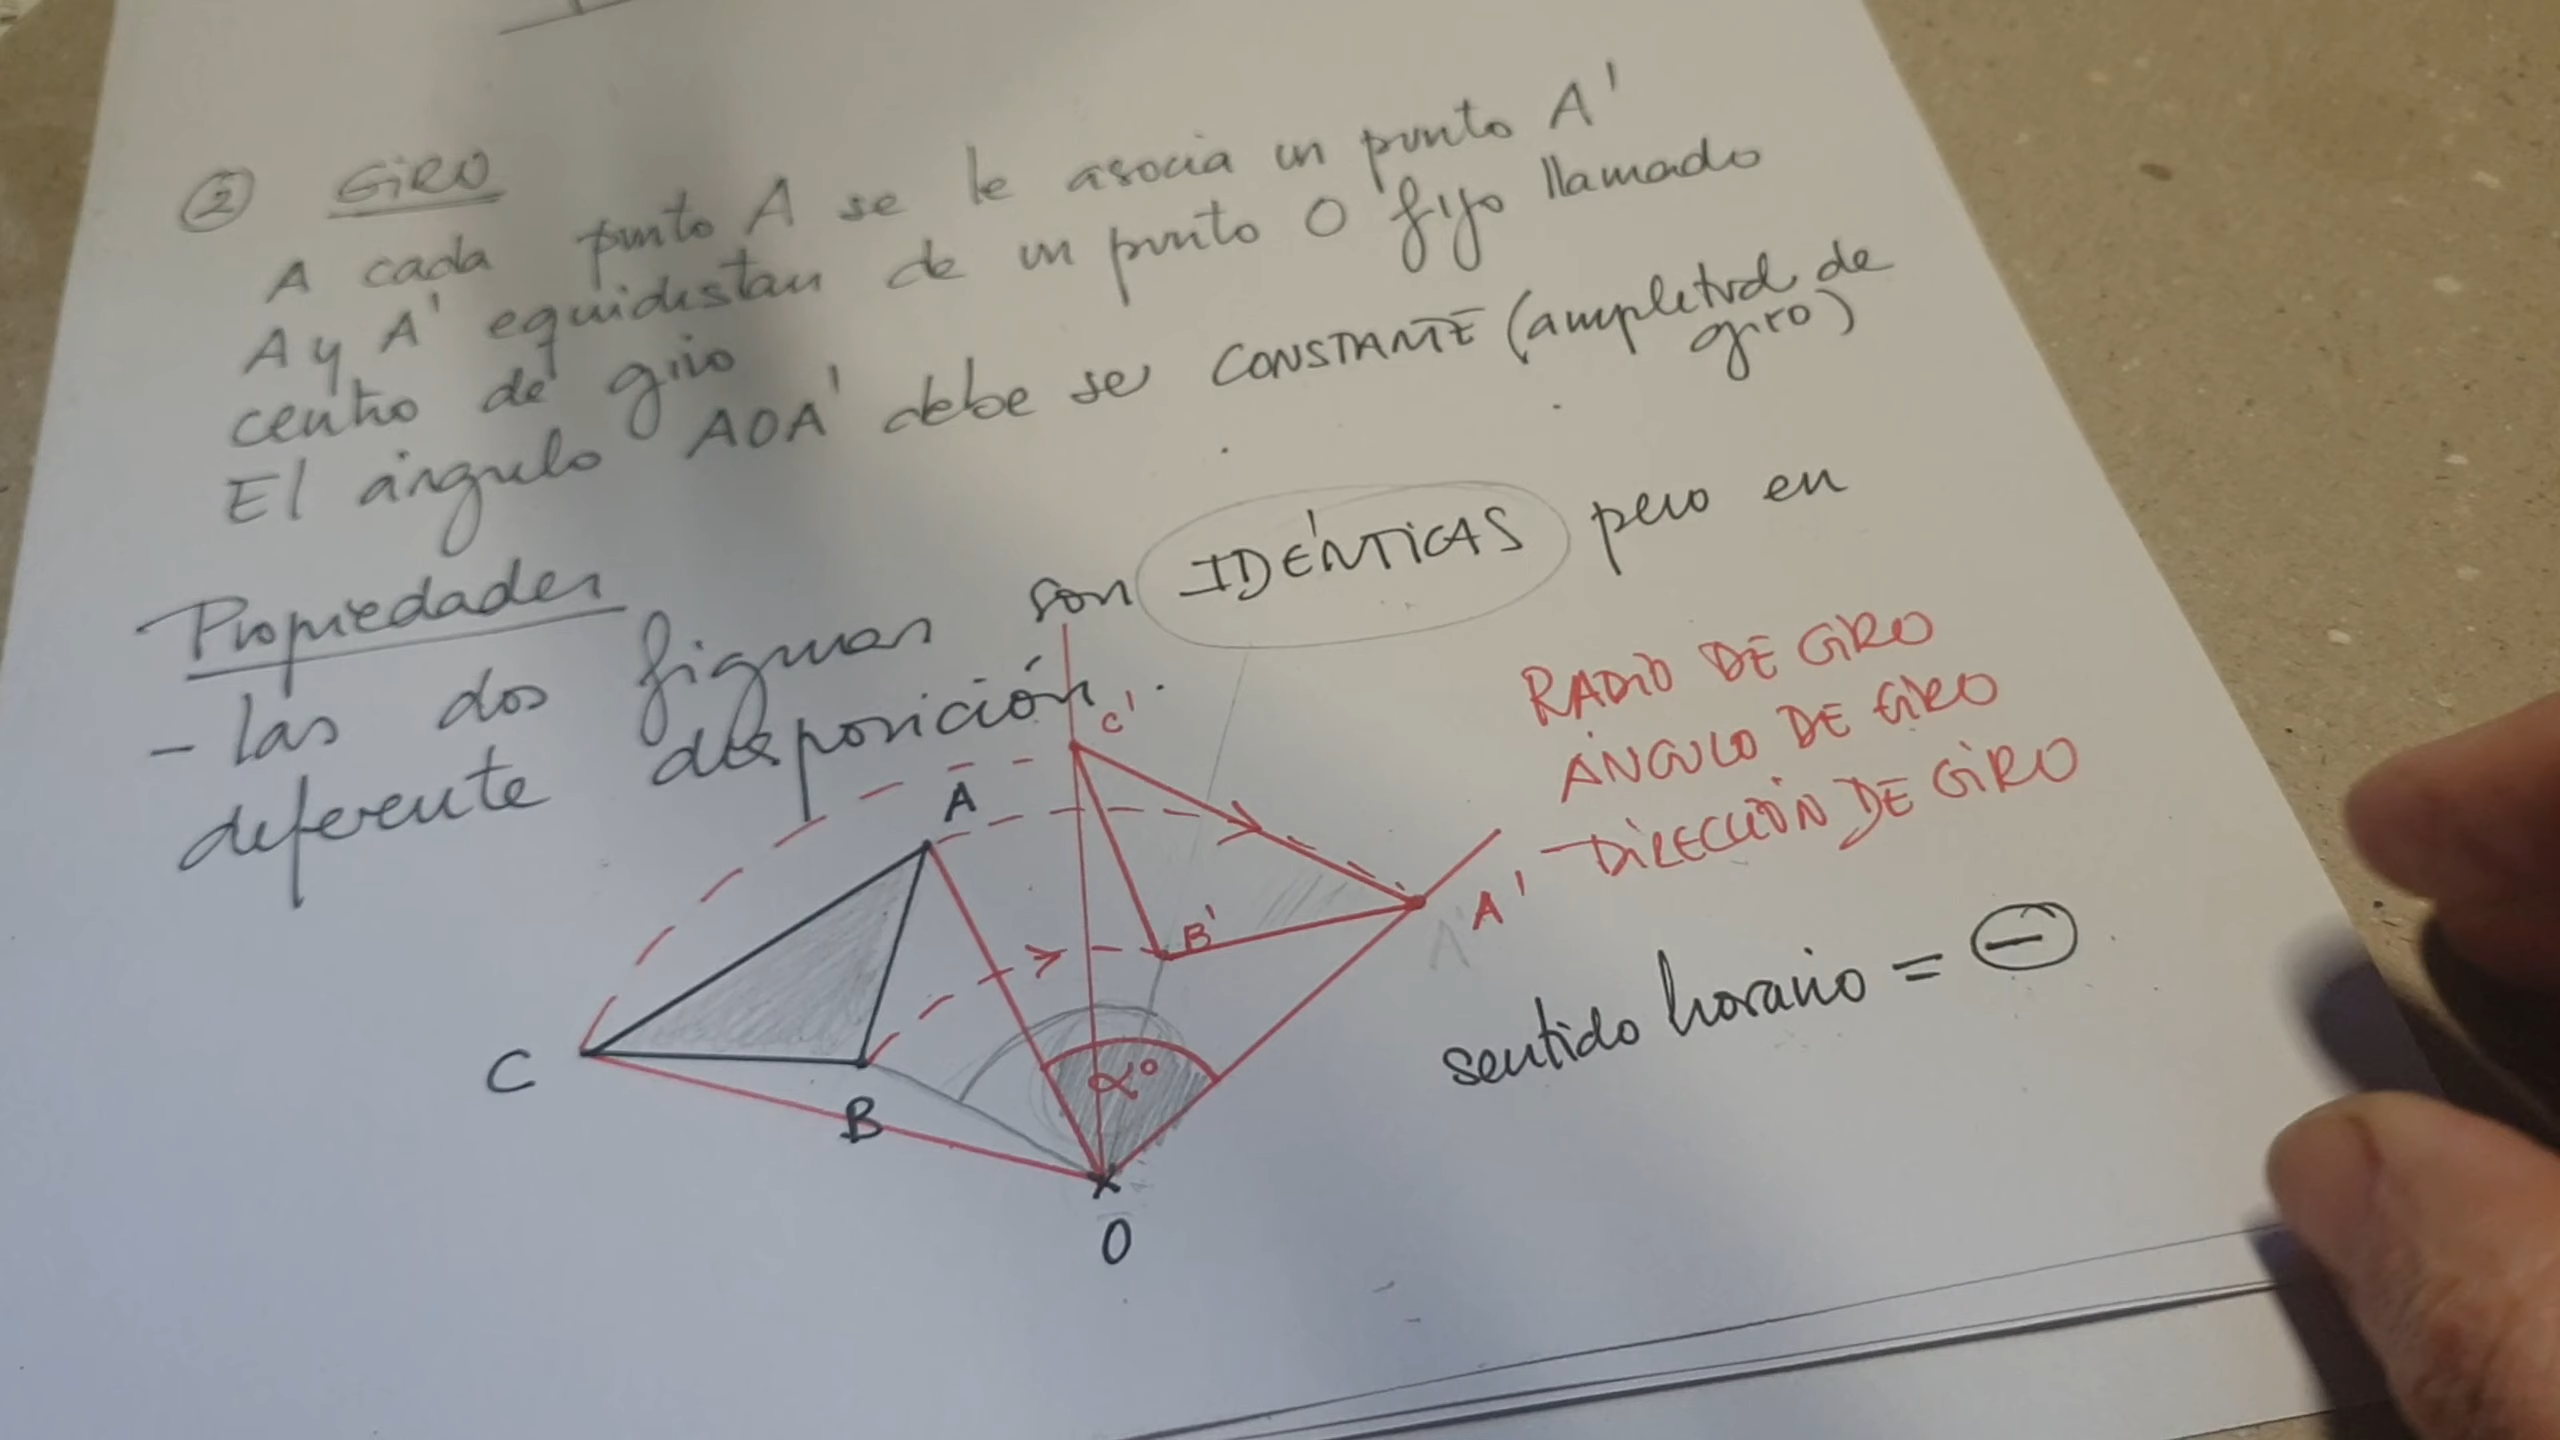 ② GIRO
A cada punto A se le asocia un punto A'
A y A' equidistan de un punto O fijo llamado
centro de giro
El ángulo AOA' debe ser CONSTANTE (amplitud de
giro)
Propiedades
- las dos figuras son IDÉNTICAS pero en
diferente disposición.
RADIO DE GIRO
ÁNGULO DE GIRO
DIRECCIÓN DE GIRO
C'
A
A'
B'
sentido horario = ⊖
α°
C
B
O